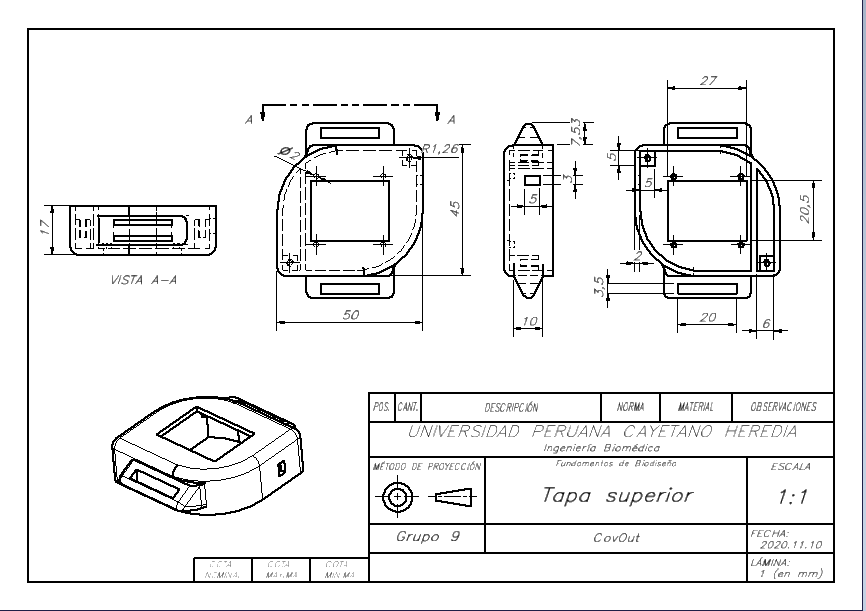 27
A A
Ø2
R1,26
7,53
5
3
5
5
45
20,5
17
VISTA A-A
2
3,5
50
10
20
6
POS. CANT. DESCRIPCIÓN NORMA MATERIAL OBSERVACIONES
UNIVERSIDAD PERUANA CAYETANO HEREDIA
Ingeniería Biomédica
MÉTODO DE PROYECCIÓN
Fundamentos de Biodiseño
ESCALA
Tapa superior
1:1
Grupo 9
CovOut
FECHA:
2020.11.10
LÁMINA:
1 (en mm)
COTA COTA COTA
NOMINAL MÁXIMA MÍNIMA